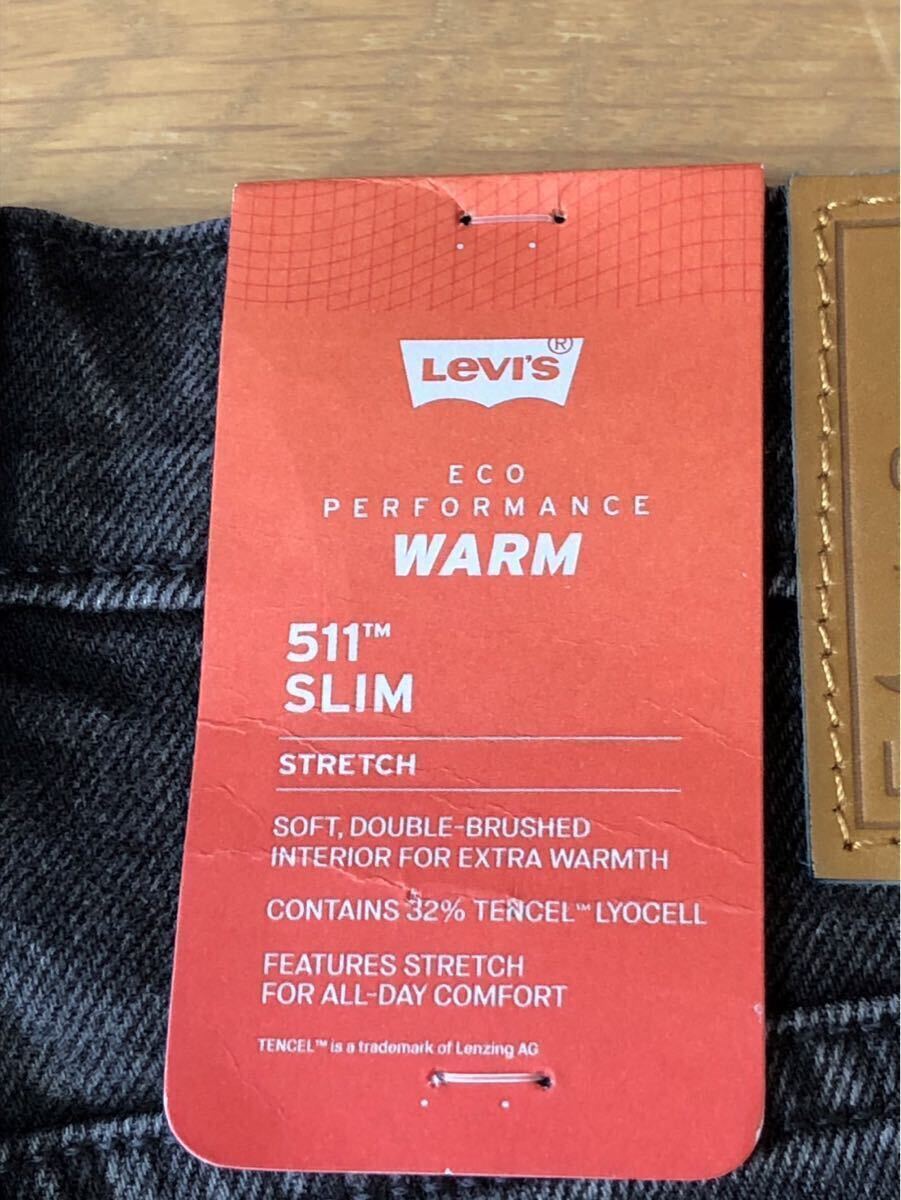 LEVI'S®
ECO
PERFORMANCE
WARM
511™
SLIM
STRETCH
SOFT, DOUBLE-BRUSHED
INTERIOR FOR EXTRA WARMTH
CONTAINS 32% TENCEL™ LYOCELL
FEATURES STRETCH
FOR ALL-DAY COMFORT
TENCEL™ is a trademark of Lenzing AG